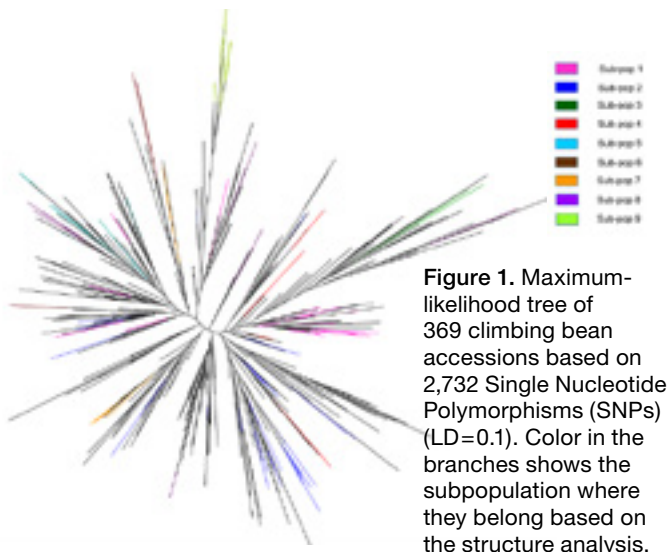 Sub-pop 1
Sub-pop 2
Sub-pop 3
Sub-pop 4
Sub-pop 5
Sub-pop 6
Sub-pop 7
Sub-pop 8
Sub-pop 9
Figure 1. Maximum-
likelihood tree of
369 climbing bean
accessions based on
2,732 Single Nucleotide
Polymorphisms (SNPs)
(LD=0.1). Color in the
branches shows the
subpopulation where
they belong based on
the structure analysis.